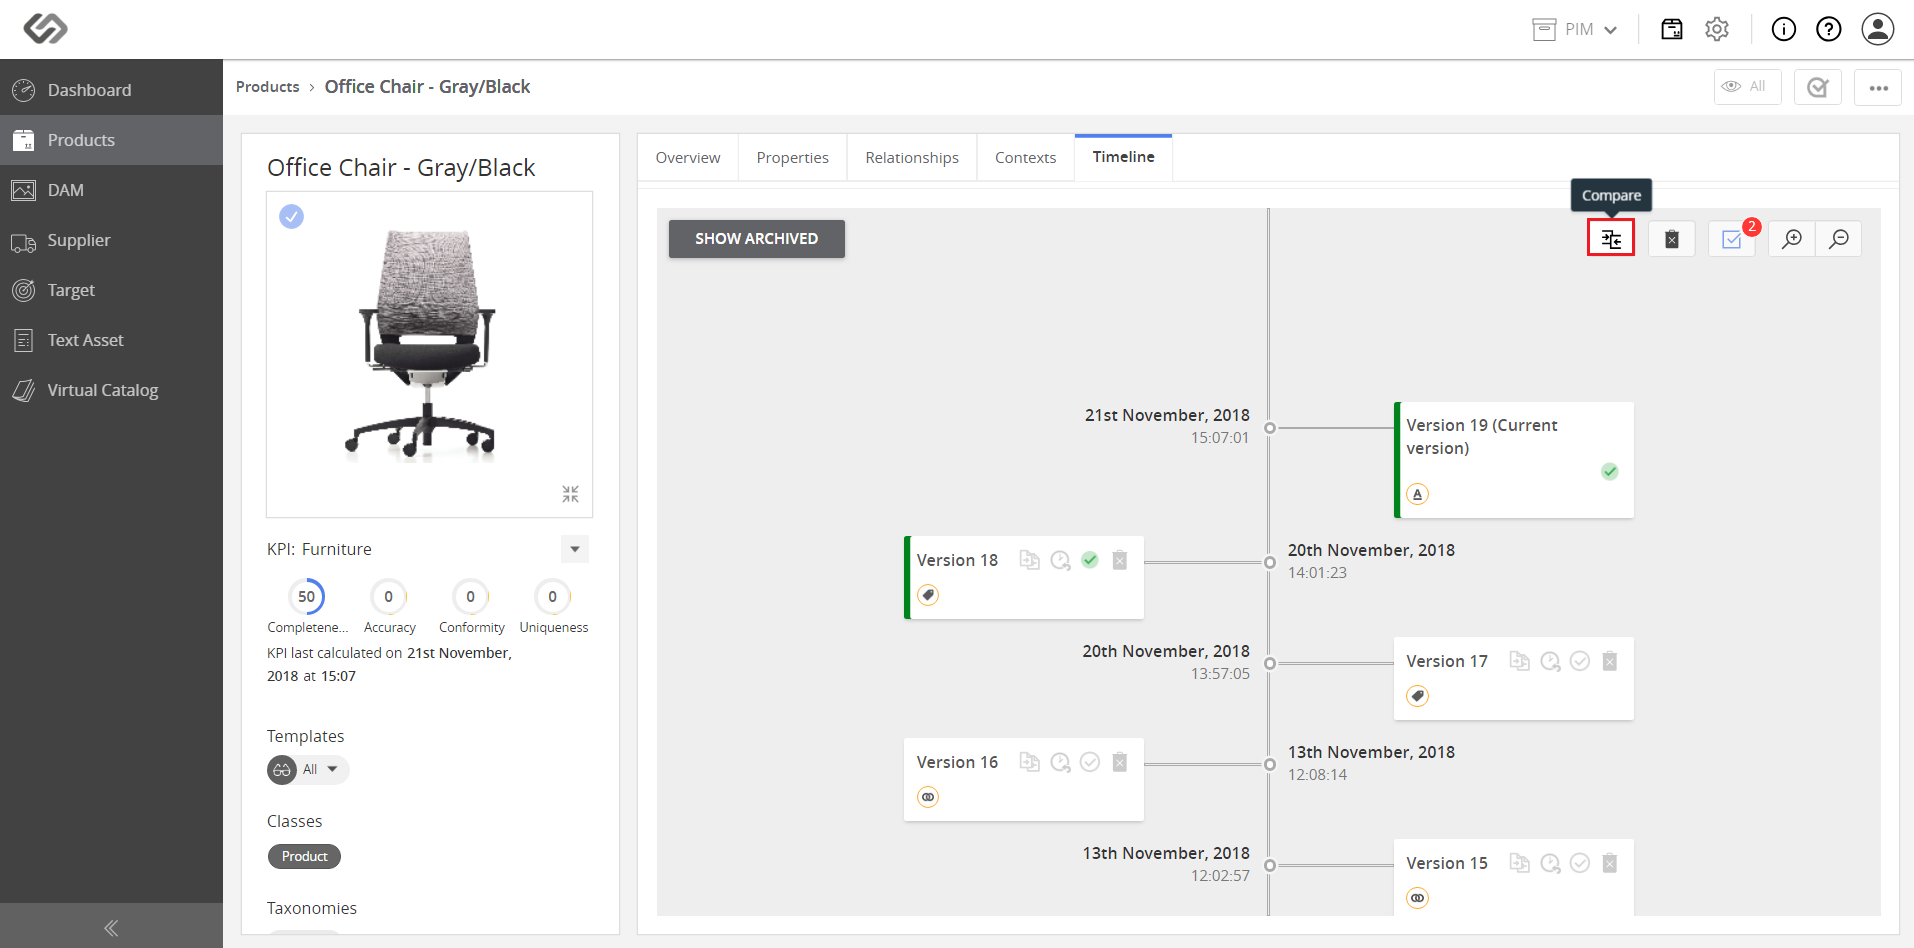 PIM
Dashboard
Products
DAM
Supplier
Target
Text Asset
Virtual Catalog
Products › Office Chair - Gray/Black
All
Office Chair - Gray/Black
KPI: Furniture
50 0 0 0
Completene... Accuracy Conformity Uniqueness
KPI last calculated on 21st November,
2018 at 15:07
Templates
All
Classes
Product
Taxonomies
Overview Properties Relationships Contexts Timeline
Compare
SHOW ARCHIVED
2
21st November, 2018
15:07:01
Version 19 (Current
version)
A
Version 18
20th November, 2018
14:01:23
20th November, 2018
13:57:05
Version 17
Version 16
13th November, 2018
12:08:14
13th November, 2018
12:02:57
Version 15